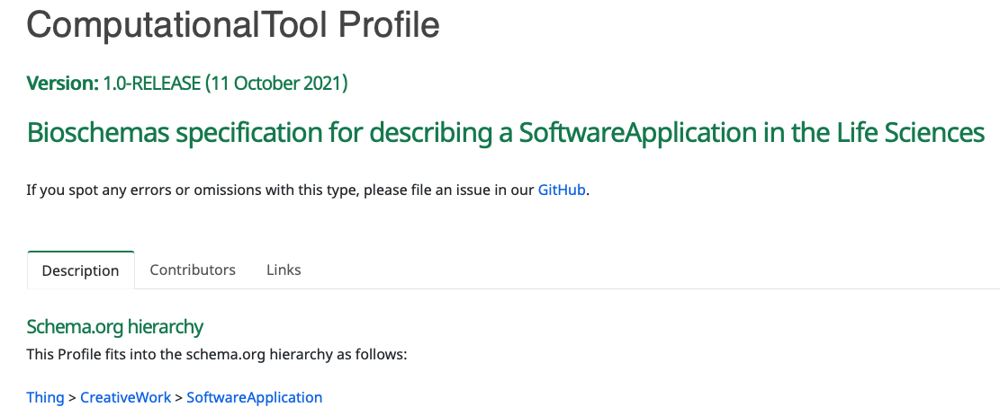 ComputationalTool Profile
Version: 1.0-RELEASE (11 October 2021)
Bioschemas specification for describing a SoftwareApplication in the Life Sciences
If you spot any errors or omissions with this type, please file an issue in our GitHub.
Description Contributors Links
Schema.org hierarchy
This Profile fits into the schema.org hierarchy as follows:
Thing > CreativeWork > SoftwareApplication